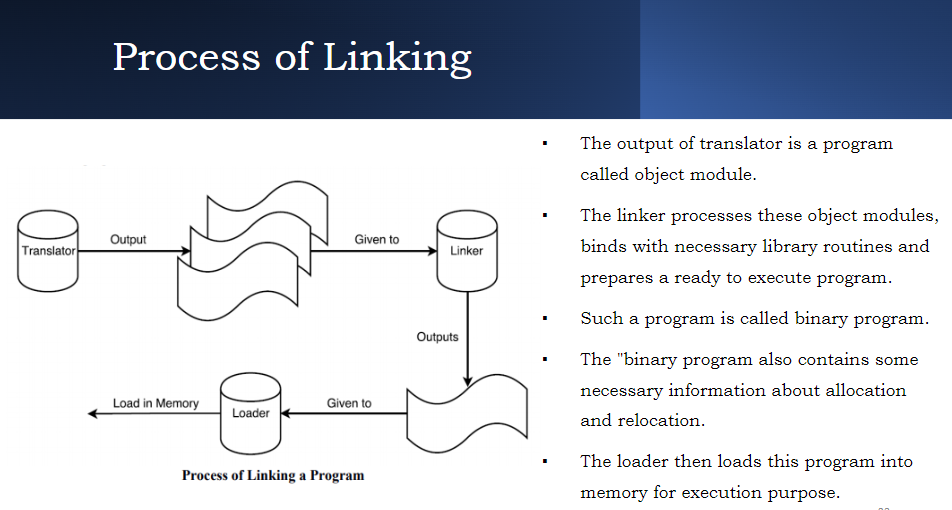 Process of Linking
Translator
Output
Given to
Linker
Outputs
Load in Memory
Loader
Given to
Process of Linking a Program
▪ The output of translator is a program
called object module.
▪ The linker processes these object modules,
binds with necessary library routines and
prepares a ready to execute program.
▪ Such a program is called binary program.
▪ The "binary program also contains some
necessary information about allocation
and relocation.
▪ The loader then loads this program into
memory for execution purpose.